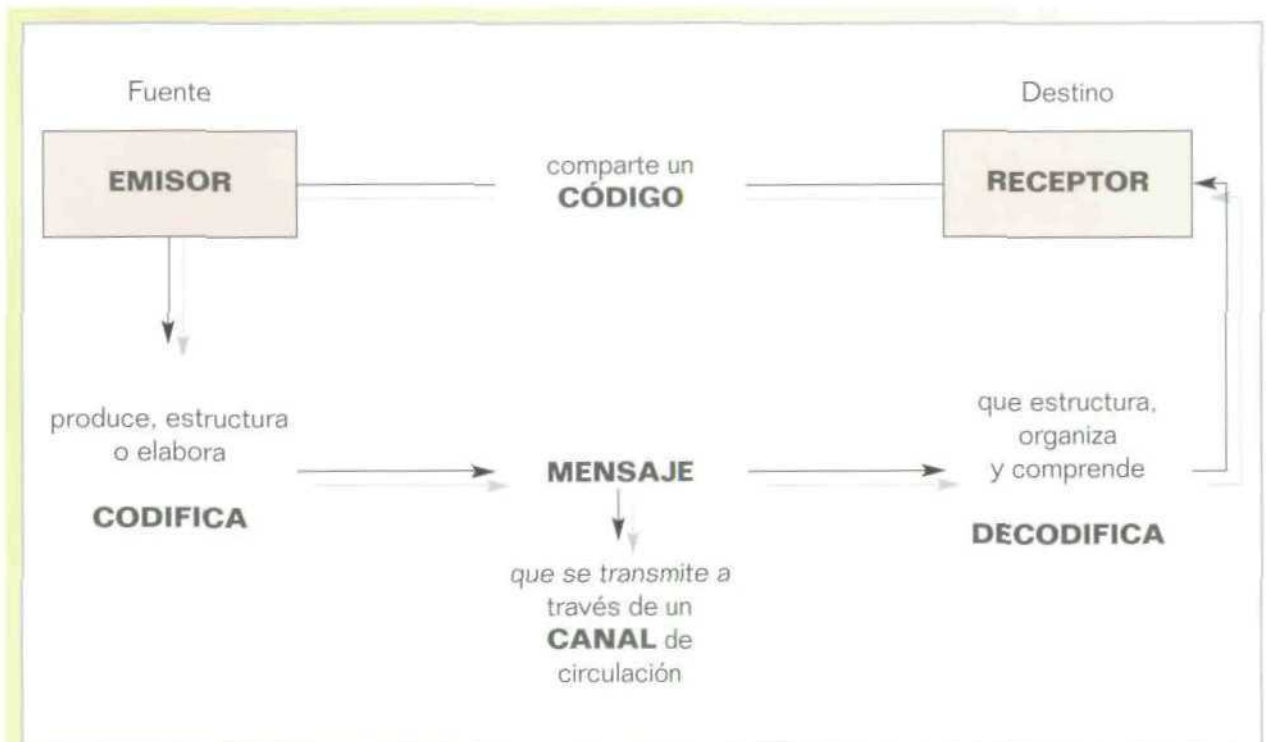 Fuente
Destino
EMISOR
comparte un
CÓDIGO
RECEPTOR
produce, estructura
o elabora
CODIFICA
MENSAJE
que se transmite a
través de un
CANAL de
circulación
que estructura,
organiza
y comprende
DECODIFICA